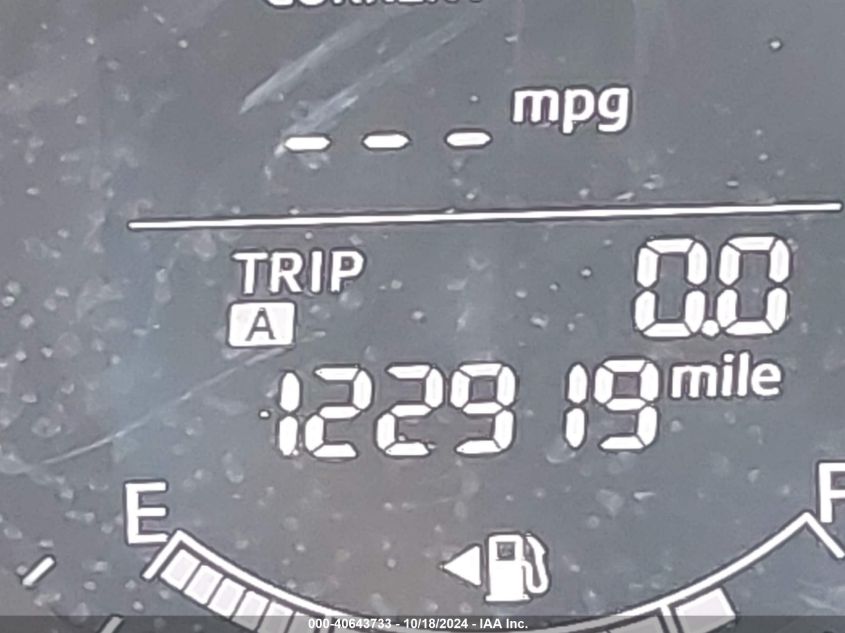 --- mpg
TRIP 0.0
A
122919 mile
E F
000-40643733 - 10/18/2024 - IAA Inc.